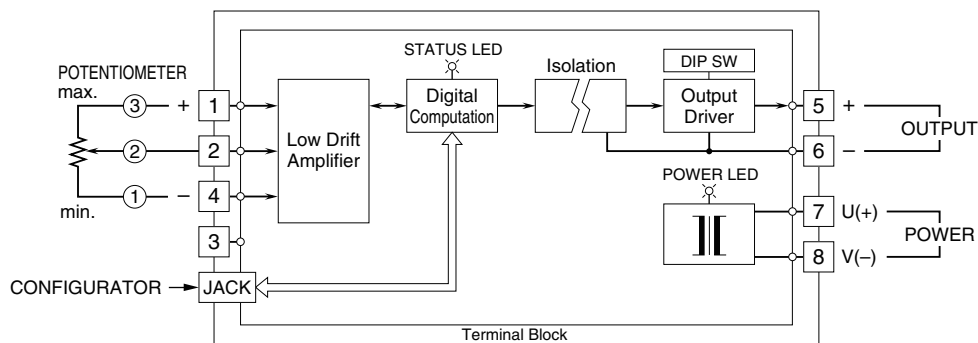 STATUS LED
Isolation
DIP SW
POTENTIOMETER
max.
3
+
1
Low Drift
Amplifier
Digital
Computation
Output
Driver
5
+
OUTPUT
2
2
6
−
1
−
4
min.
3
POWER LED
7
U(+)
POWER
8
V(−)
CONFIGURATOR
JACK
Terminal Block